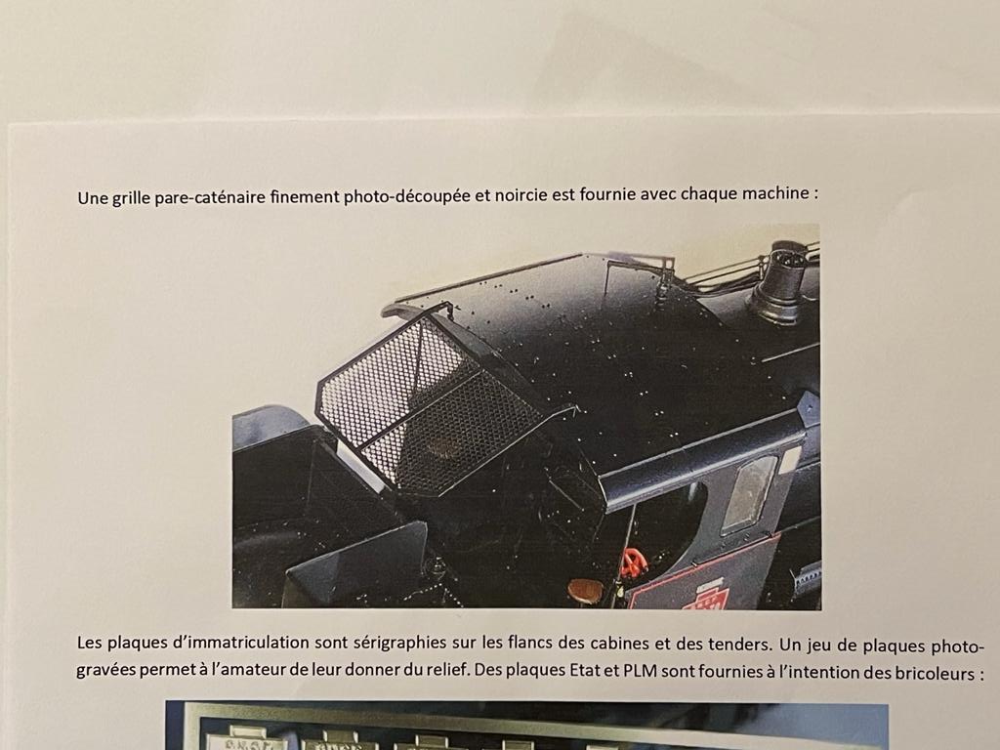 Une grille pare-caténaire finement photo-découpée et noircie est fournie avec chaque machine :
Les plaques d’immatriculation sont sérigraphies sur les flancs des cabines et des tenders. Un jeu de plaques photo-
gravées permet à l’amateur de leur donner du relief. Des plaques Etat et PLM sont fournies à l’intention des bricoleurs :